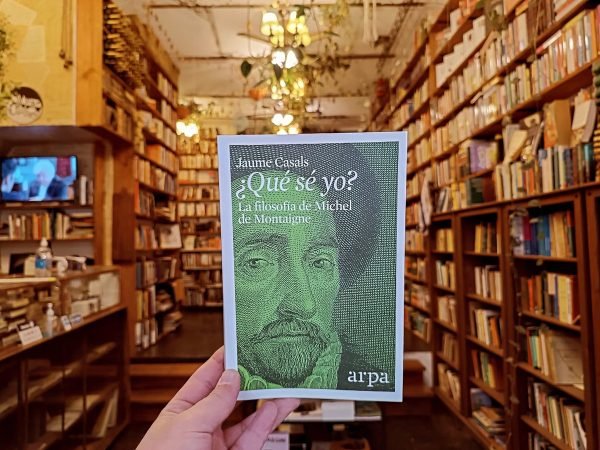 Jaume Casals
¿Qué sé yo?
La filosofía de Michel
de Montaigne
arpa